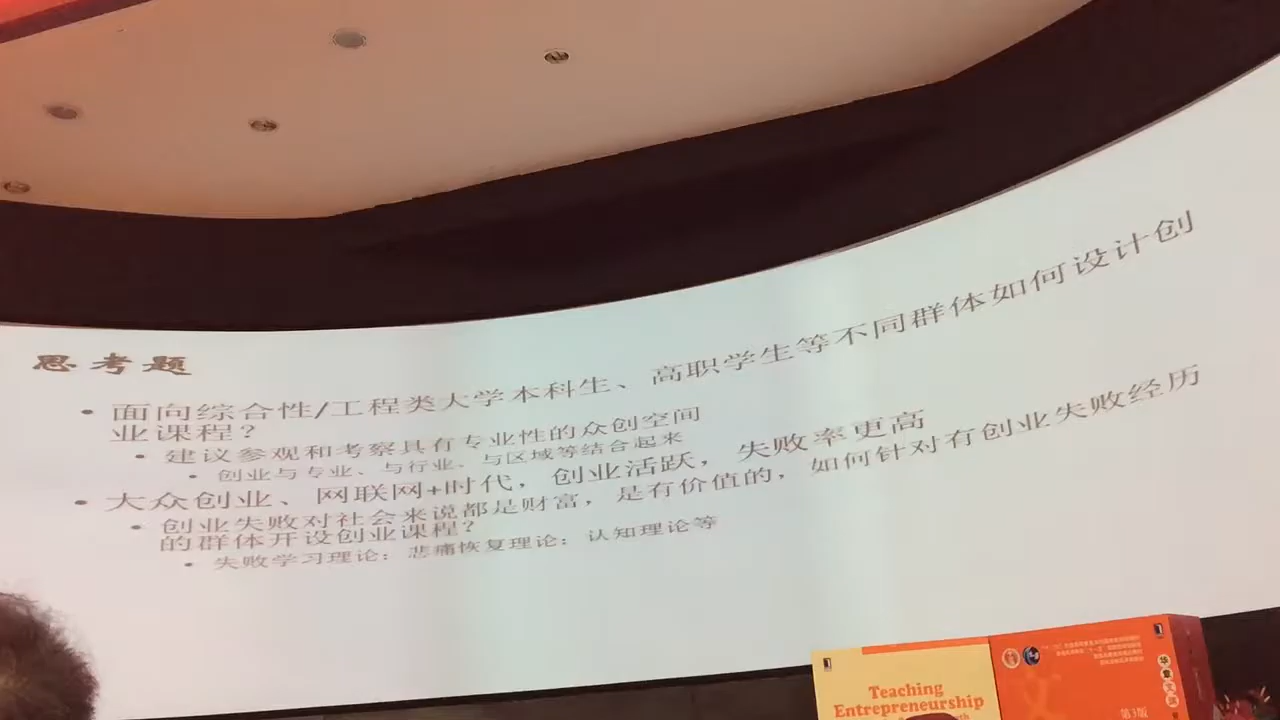 思考题
• 面向综合性/工程类大学本科生、高职学生等不同群体如何设计创
业课程？
• 建议参观和考察具有专业性的众创空间
• 创业与专业、与行业、与区域等结合起来
• 大众创业、网联网+时代，创业活跃，失败率更高
• 创业失败对社会来说都是财富，是有价值的，如何针对有创业失败经历
的群体开设创业课程？
• 失败学习理论；悲痛恢复理论；认知理论等
Teaching
Entrepreneurship
华章文渊
第3版